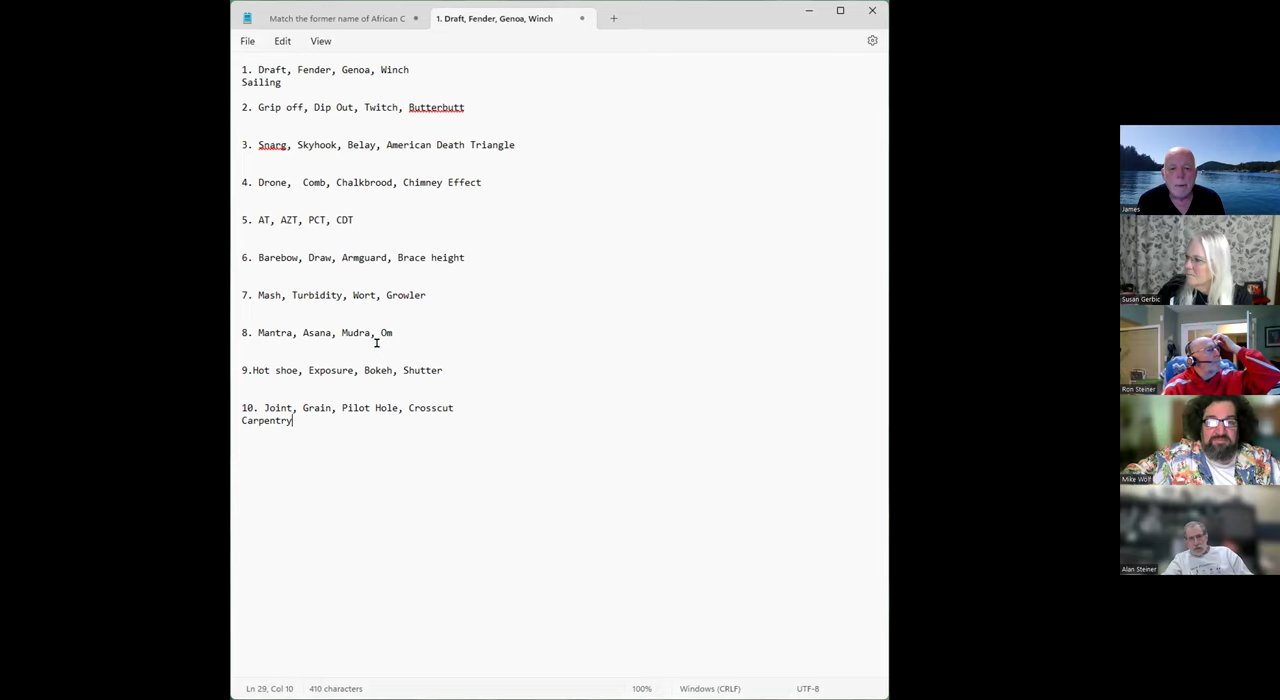 Match the former name of African C
1. Draft, Fender, Genoa, Winch
File Edit View
1. Draft, Fender, Genoa, Winch
Sailing
2. Grip off, Dip Out, Twitch, Butterbutt
3. Snarg, Skyhook, Belay, American Death Triangle
4. Drone,  Comb, Chalkbrood, Chimney Effect
5. AT, AZT, PCT, CDT
6. Barebow, Draw, Armguard, Brace height
7. Mash, Turbidity, Wort, Growler
8. Mantra, Asana, Mudra, Om
9.Hot shoe, Exposure, Bokeh, Shutter
10. Joint, Grain, Pilot Hole, Crosscut
Carpentry
Ln 29, Col 10 410 characters 100% Windows (CRLF) UTF-8
James
Susan Gerbic
Ron Steiner
Mike Wolf
Alan Steiner